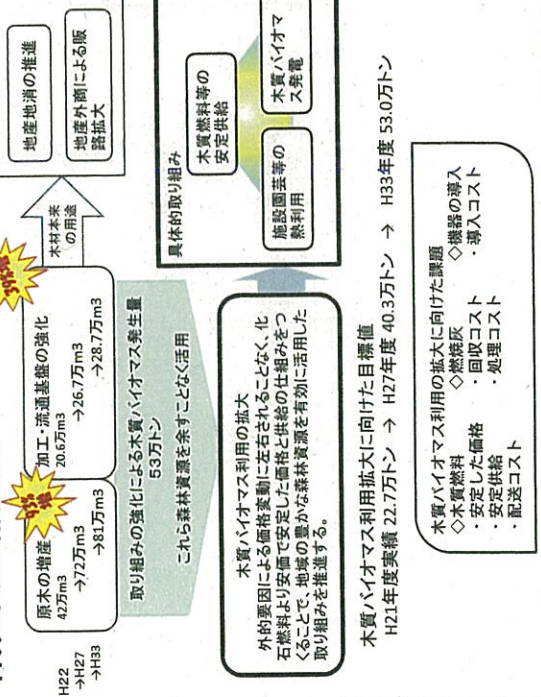 H22
→H27
→H33
原木の増産
42万m3
→72万m3
→81万m3
93%
増
加工・流通基盤の強化
20.6万m3
→26.7万m3
→28.7万m3
木材本来
の用途
地産地消の推進
地産外商による販
路拡大
取り組みの強化による木質バイオマス発生量
53万トン
これら森林資源を余すことなく活用
木質バイオマス利用の拡大
外的要因による価格変動に左右されることなく、化
石燃料より安価で安定した価格と供給の仕組みをつ
くることで、地域の豊かな森林資源を有効に活用した
取り組みを推進する。
具体的取り組み
木質燃料等の
安定供給
施設園芸等の
熱利用
木質バイオマ
ス発電
木質バイオマス利用拡大に向けた目標値
H21年度実績 22.7万トン → H27年度 40.3万トン → H33年度 53.0万トン
木質バイオマス利用の拡大に向けた課題
◇木質燃料 ◇燃焼灰 ◇機器の導入
・安定した価格 ・回収コスト ・導入コスト
・安定供給 ・処理コスト
・配送コスト